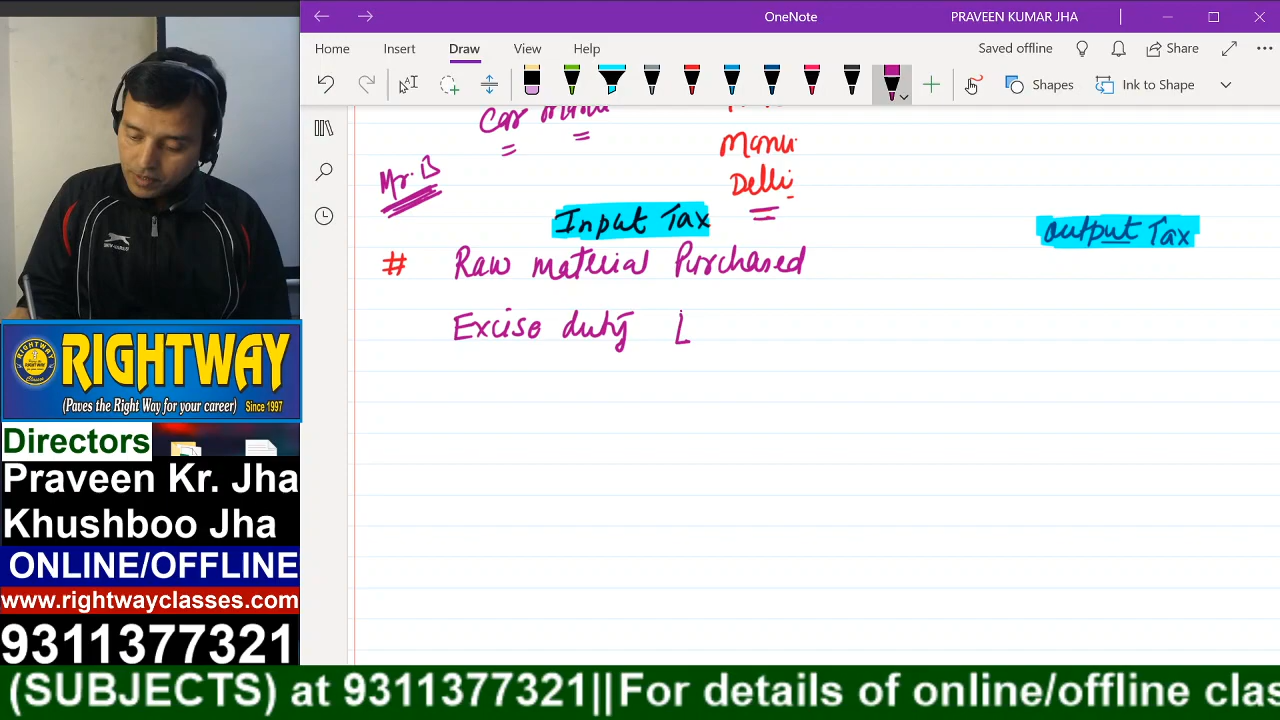 OneNote
PRAVEEN KUMAR JHA
Home Insert Draw View Help
Saved offline
Share
Shapes
Ink to Shape
Car Manu
Manu.
Delhi
Mr. B
Input Tax
Output Tax
# Raw material Purchased
Excise duty [
RIGHTWAY
(Paves the Right Way for your career) Since 1997
Directors
Praveen Kr. Jha
Khushboo Jha
ONLINE/OFFLINE
www.rightwayclasses.com
9311377321
(SUBJECTS) at 9311377321||For details of online/offline clas